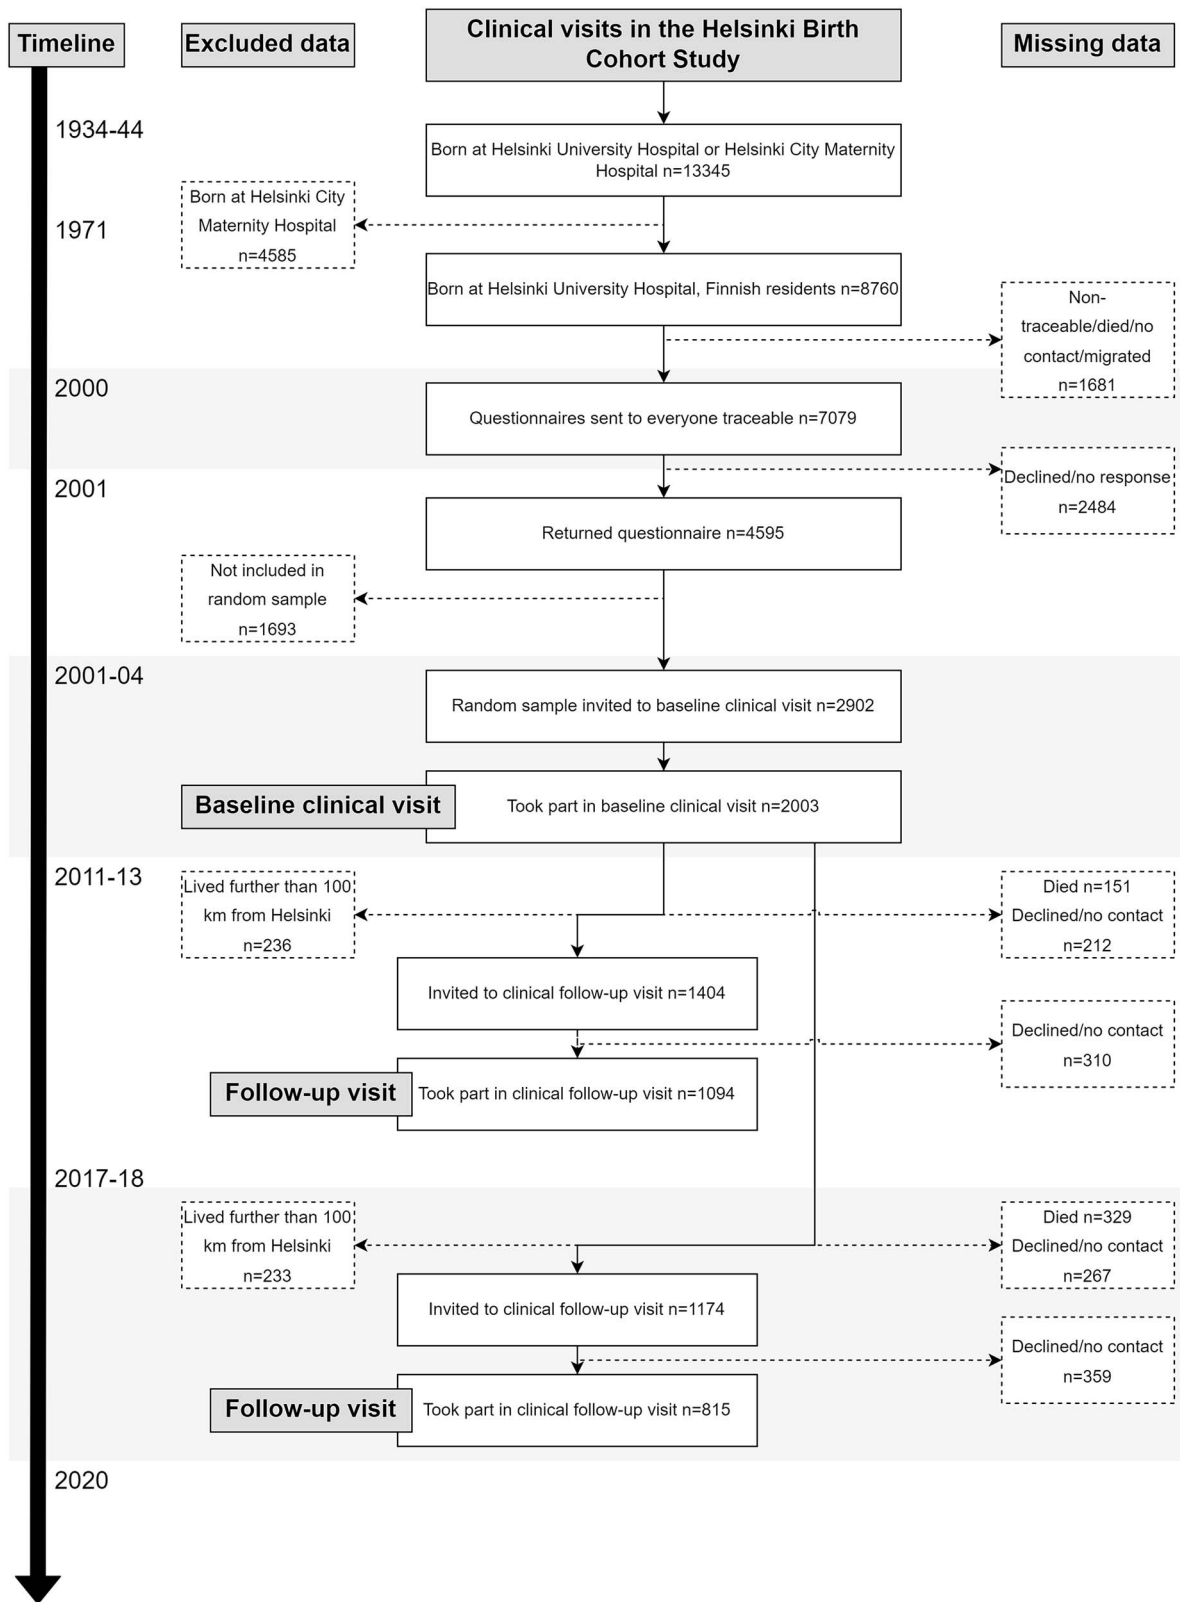 Timeline
Excluded data
Clinical visits in the Helsinki Birth
Cohort Study
Missing data
1934-44
Born at Helsinki University Hospital or Helsinki City Maternity
Hospital n=13345
1971
Born at Helsinki City
Maternity Hospital
n=4585
Born at Helsinki University Hospital, Finnish residents n=8760
Non-
traceable/died/no
contact/migrated
n=1681
2000
Questionnaires sent to everyone traceable n=7079
2001
Declined/no response
n=2484
Returned questionnaire n=4595
Not included in
random sample
n=1693
2001-04
Random sample invited to baseline clinical visit n=2902
Baseline clinical visit
Took part in baseline clinical visit n=2003
2011-13
Lived further than 100
km from Helsinki
n=236
Died n=151
Declined/no contact
n=212
Invited to clinical follow-up visit n=1404
Declined/no contact
n=310
Follow-up visit
Took part in clinical follow-up visit n=1094
2017-18
Lived further than 100
km from Helsinki
n=233
Died n=329
Declined/no contact
n=267
Invited to clinical follow-up visit n=1174
Declined/no contact
n=359
Follow-up visit
Took part in clinical follow-up visit n=815
2020